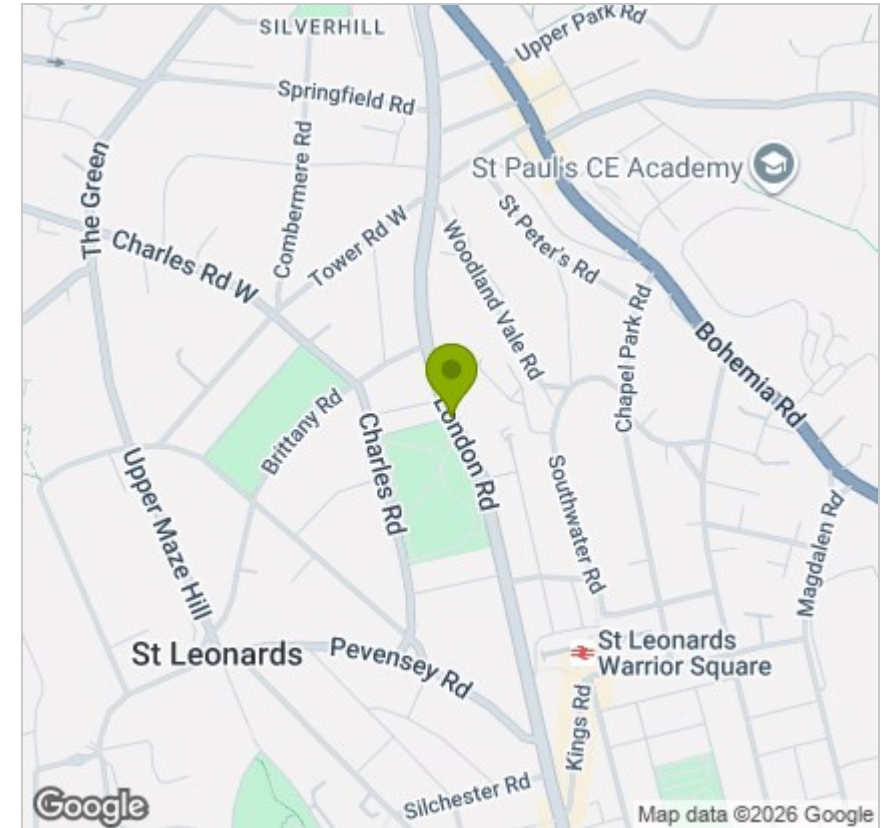 SILVERHILL
Upper Park Rd
Springfield Rd
St Paul's CE Academy
The Green
Combermere Rd
Tower Rd W
Charles Rd W
Woodland Vale Rd
St Peter's Rd
Chapel Park Rd
Bohemia Rd
Brittany Rd
London Rd
Charles Rd
Upper Maze Hill
Southwater Rd
Magdalen Rd
St Leonards
Pevensey Rd
St Leonards
Warrior Square
Kings Rd
Silchester Rd
Google
Map data ©2026 Google